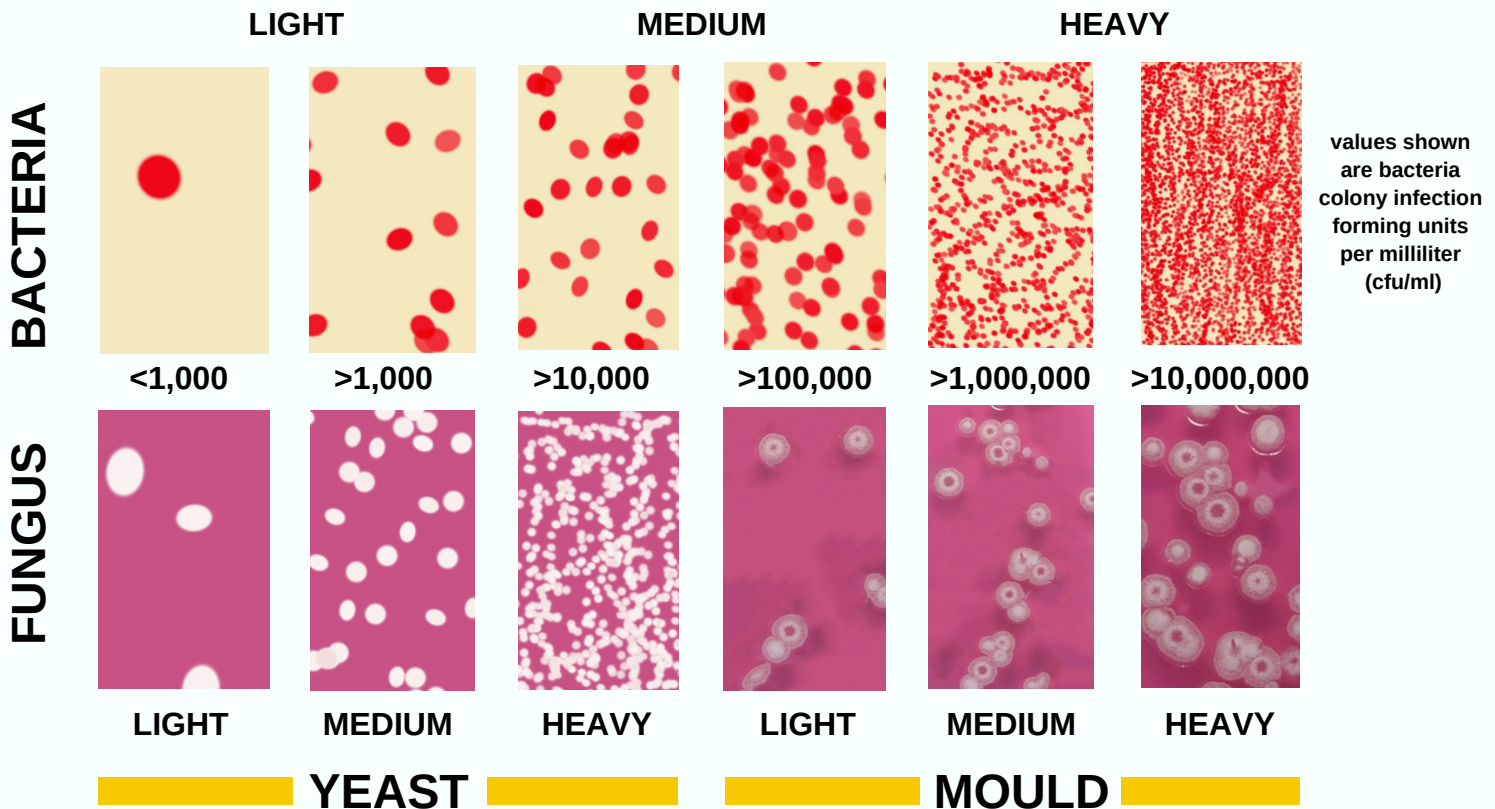 LIGHT MEDIUM HEAVY
BACTERIA
values shown
are bacteria
colony infection
forming units
per milliliter
(cfu/ml)
<1,000 >1,000 >10,000 >100,000 >1,000,000 >10,000,000
FUNGUS
LIGHT MEDIUM HEAVY LIGHT MEDIUM HEAVY
YEAST MOULD